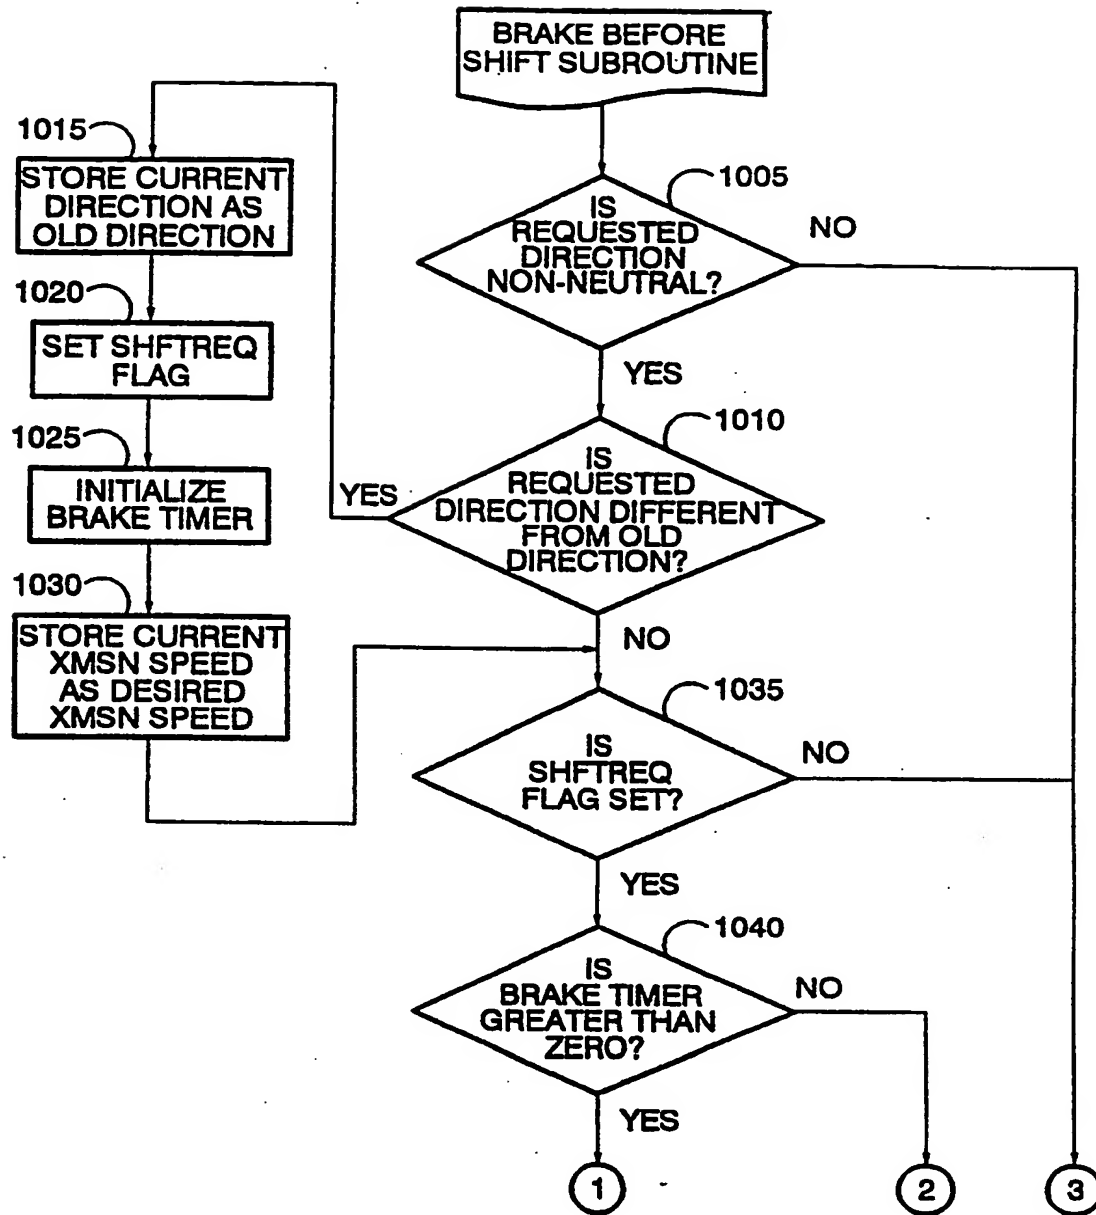 BRAKE BEFORE
SHIFT SUBROUTINE
1005
IS
REQUESTED
DIRECTION
NON-NEUTRAL?
NO
YES
1010
IS
REQUESTED
DIRECTION DIFFERENT
FROM OLD
DIRECTION?
YES
NO
1015
STORE CURRENT
DIRECTION AS
OLD DIRECTION
1020
SET SHFTREQ
FLAG
1025
INITIALIZE
BRAKE TIMER
1030
STORE CURRENT
XMSN SPEED
AS DESIRED
XMSN SPEED
1035
IS
SHFTREQ
FLAG SET?
NO
YES
1040
IS
BRAKE TIMER
GREATER THAN
ZERO?
NO
YES
1
2
3